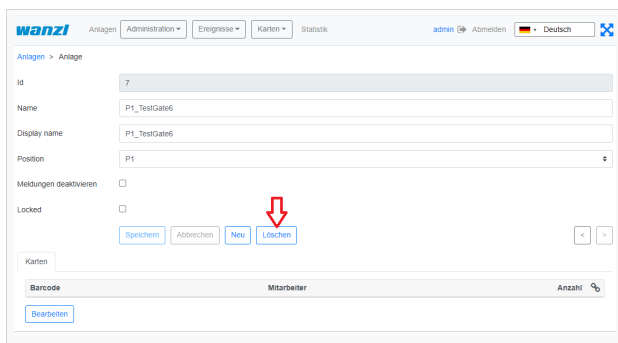 wanzl Anlagen Administration Ereignisse Karten Statistik admin Abmelden Deutsch
Anlagen > Anlage
Id 7
Name P1_TestGate6
Display name P1_TestGate6
Position P1
Meldungen deaktivieren
Locked
Speichern Abbrechen Neu Löschen < >
Karten
Barcode Mitarbeiter Anzahl
Bearbeiten